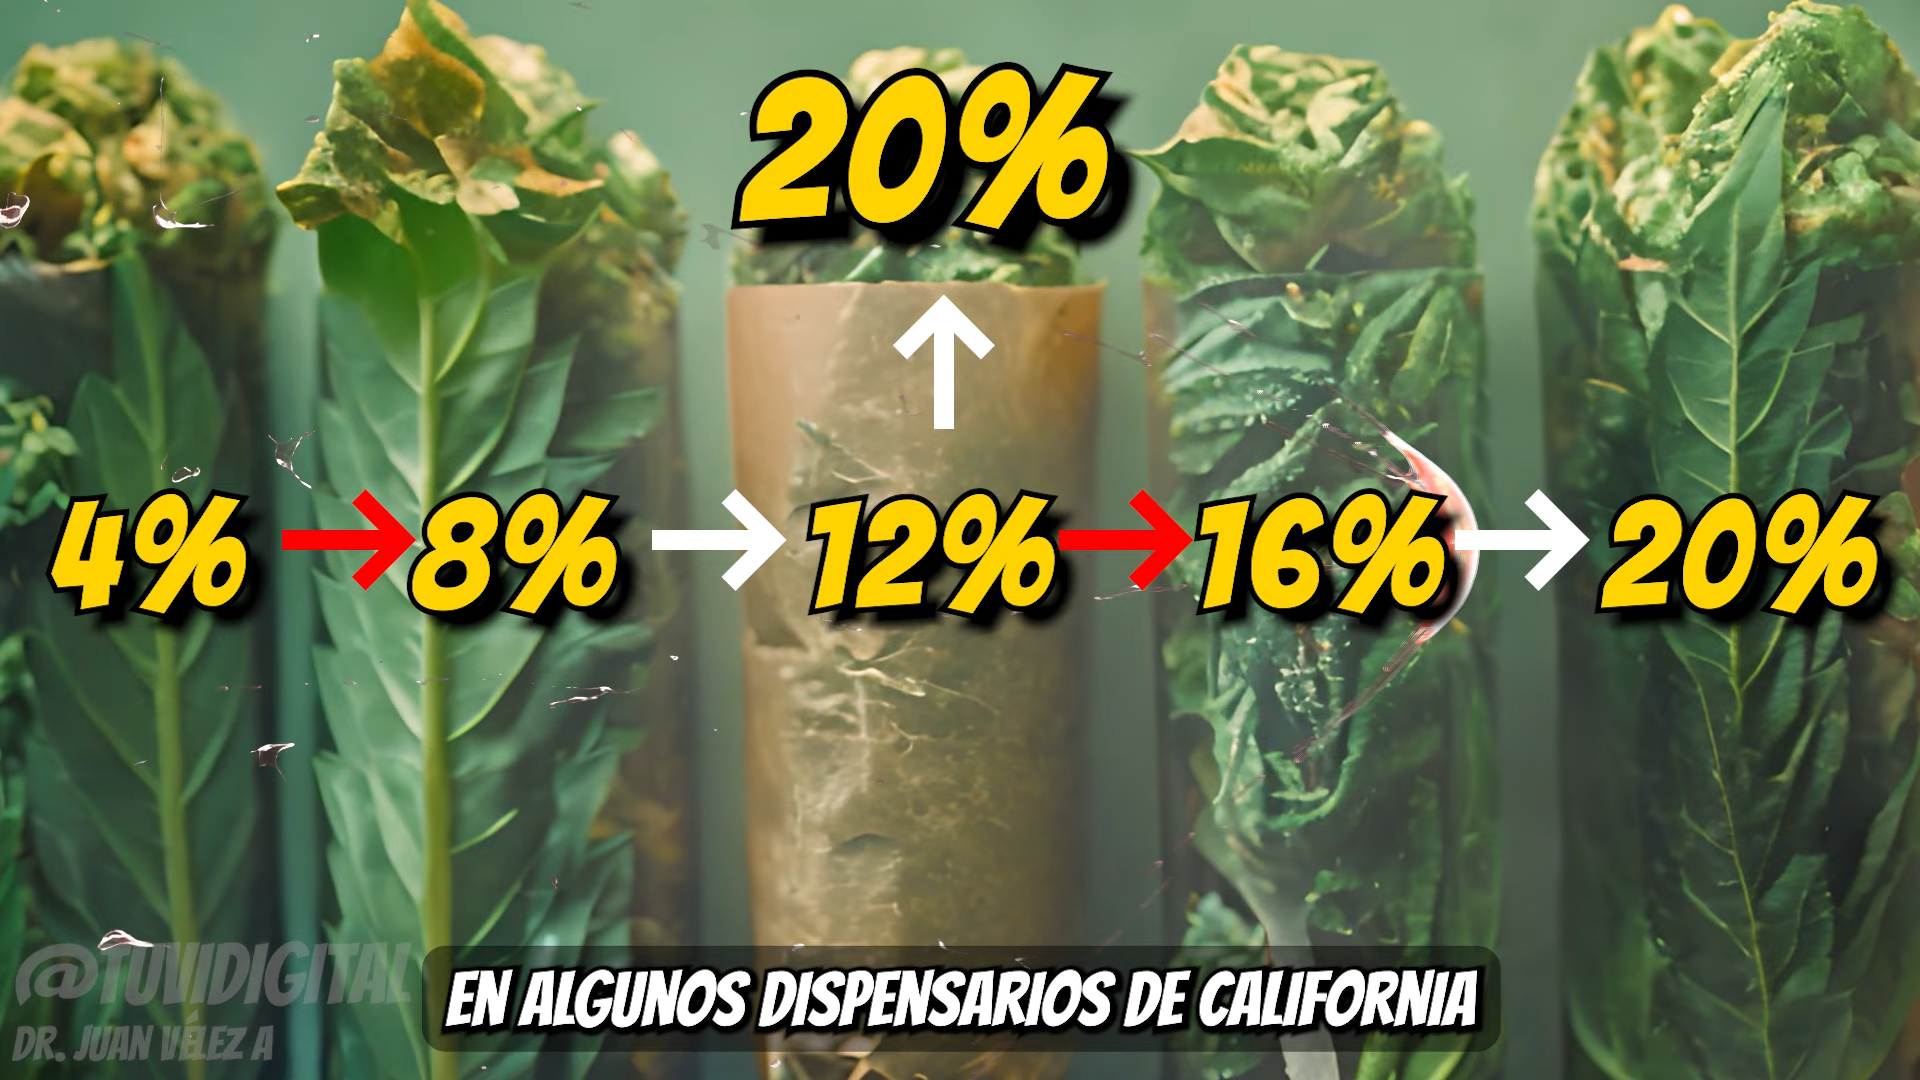 20%
4% 8% 12% 16% 20%
@TUVIDIGITAL
DR. JUAN VÉLEZ A
EN ALGUNOS DISPENSARIOS DE CALIFORNIA